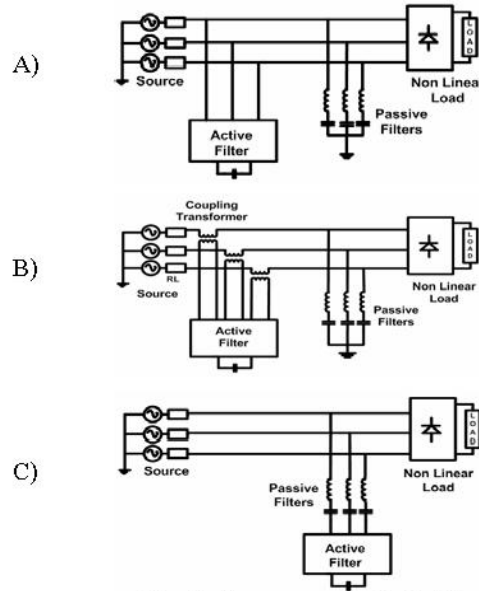 A)
Source
Active
Filter
Passive
Filters
Non Linear
Load
LOAD
B)
Coupling
Transformer
RL
Source
Active
Filter
Passive
Filters
Non Linear
Load
LOAD
C)
Source
Passive
Filters
Active
Filter
Non Linear
Load
LOAD